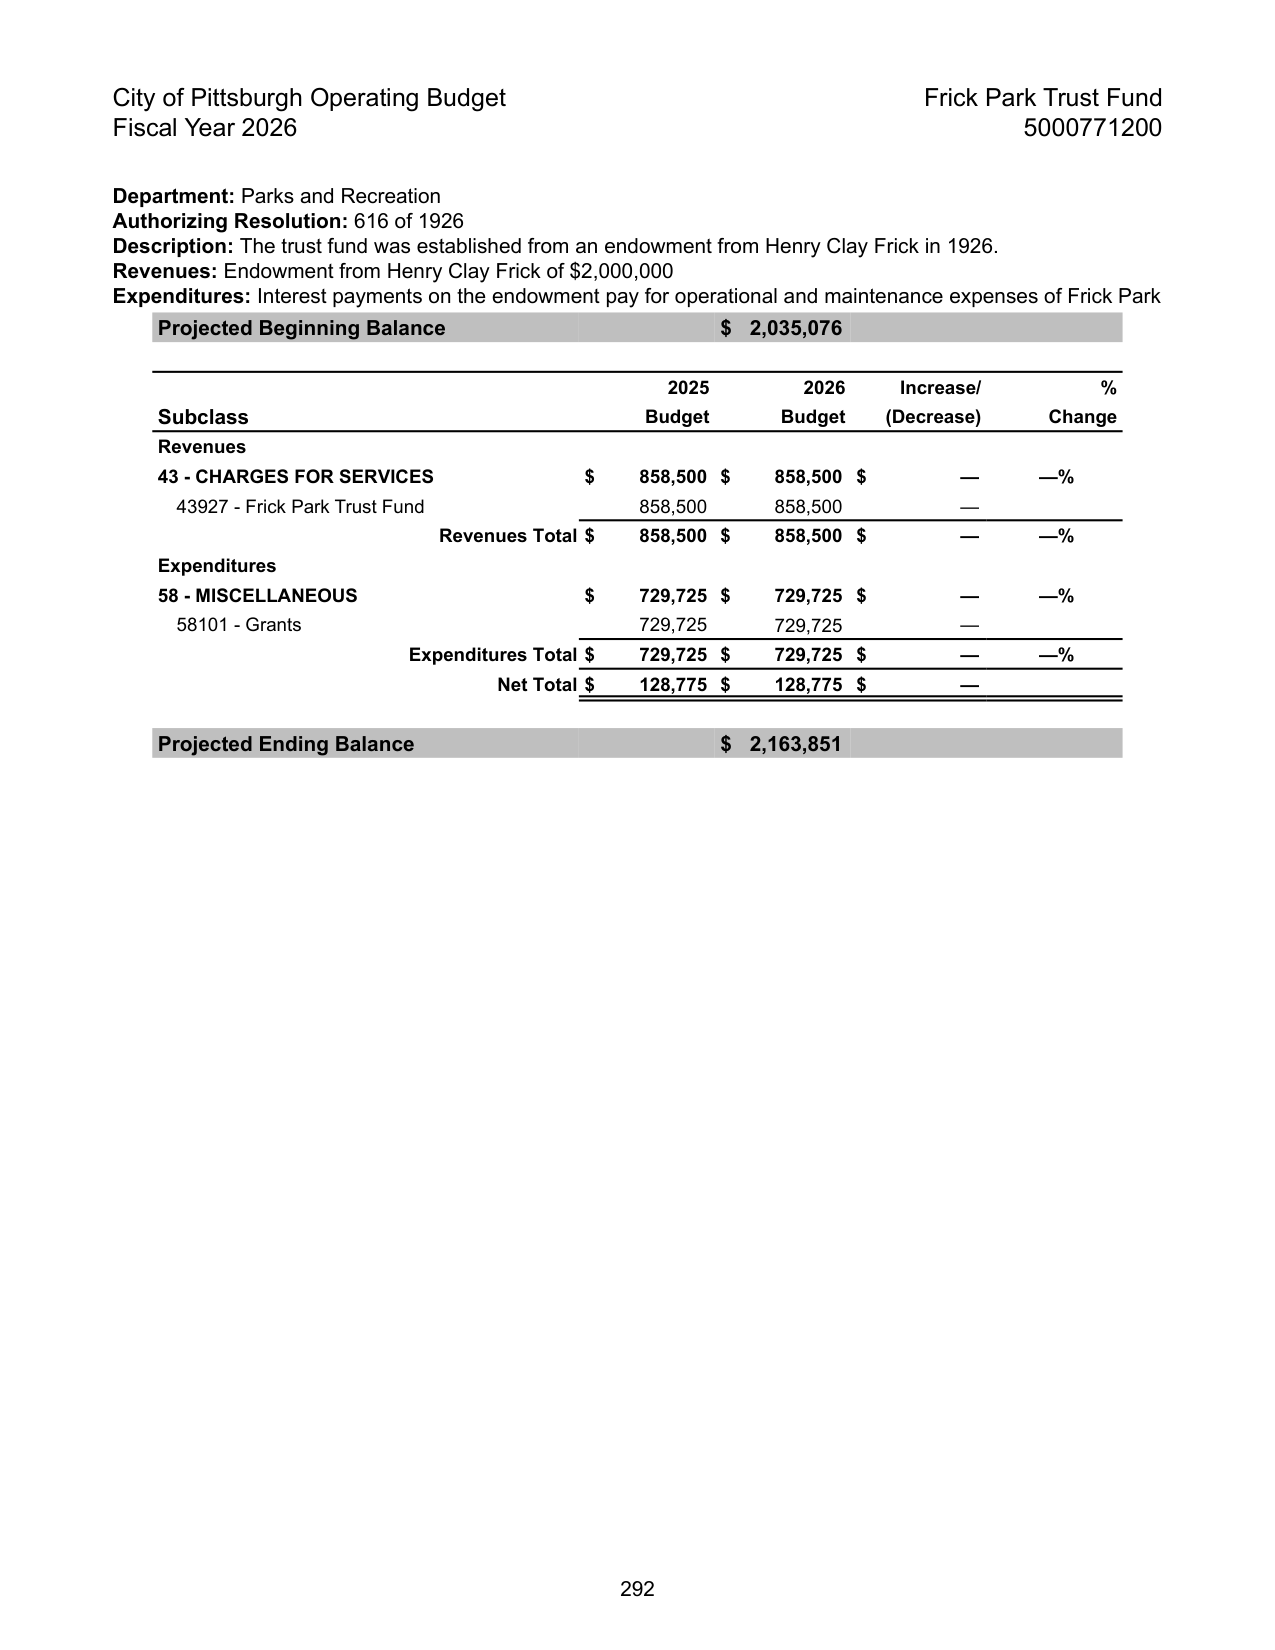 City of Pittsburgh Operating Budget Frick Park Trust Fund
Fiscal Year 2026 5000771200
Department: Parks and Recreation
Authorizing Resolution: 616 of 1926
Description: The trust fund was established from an endowment from Henry Clay Frick in 1926.
Revenues: Endowment from Henry Clay Frick of $2,000,000
Expenditures: Interest payments on the endowment pay for operational and maintenance expenses of Frick Park
Projected Beginning Balance $ 2,035,076
2025 2026 Increase/ %
Subclass Budget Budget (Decrease) Change
Revenues
43 - CHARGES FOR SERVICES $ 858,500 $ 858,500 $ — —%
43927 - Frick Park Trust Fund 858,500 858,500 —
Revenues Total $ 858,500 $ 858,500 $ — —%
Expenditures
58 - MISCELLANEOUS $ 729,725 $ 729,725 $ — —%
58101 - Grants 729,725 729,725 —
Expenditures Total $ 729,725 $ 729,725 $ — —%
Net Total $ 128,775 $ 128,775 $ —
Projected Ending Balance $ 2,163,851
292